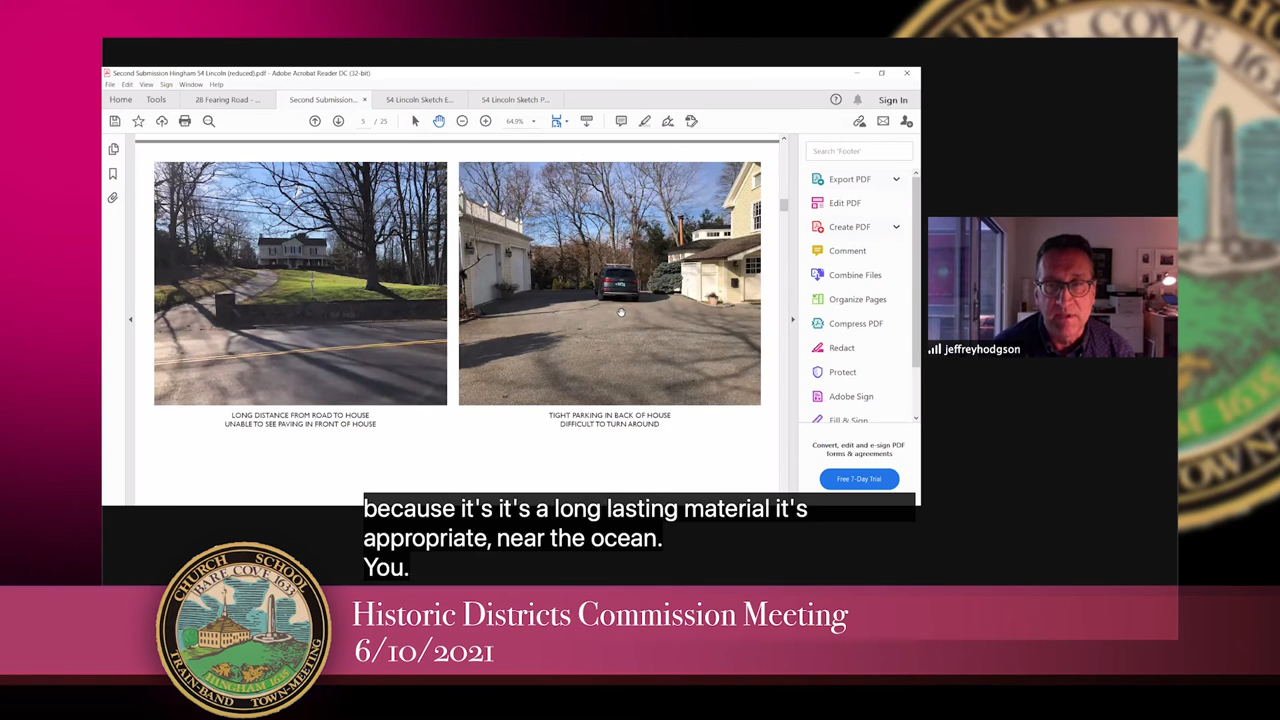 CHURCH SCHOOL
Second Submission Hingham 54 Lincoln (reduced).pdf - Adobe Acrobat Reader DC (32-bit)
File Edit View Sign Window Help
Home Tools 28 Fearing Road - ... Second Submission... × 54 Lincoln Sketch E... 54 Lincoln Sketch P... Sign In
5 / 25 64.9%
Search 'Footer'
Export PDF
Edit PDF
Create PDF
Comment
Combine Files
Organize Pages
Compress PDF
Redact
Protect
Adobe Sign
Fill & Sign
Convert, edit and e-sign PDF
forms & agreements
Free 7-Day Trial
LONG DISTANCE FROM ROAD TO HOUSE
UNABLE TO SEE PAVING IN FRONT OF HOUSE
TIGHT PARKING IN BACK OF HOUSE
DIFFICULT TO TURN AROUND
jeffreyhodgson
because it's it's a long lasting material it's
appropriate, near the ocean.
You.
CHURCH SCHOOL
BARE COVE 1633
HINGHAM 1635
TRAIN-BAND TOWN-MEETING
Historic Districts Commission Meeting
6/10/2021